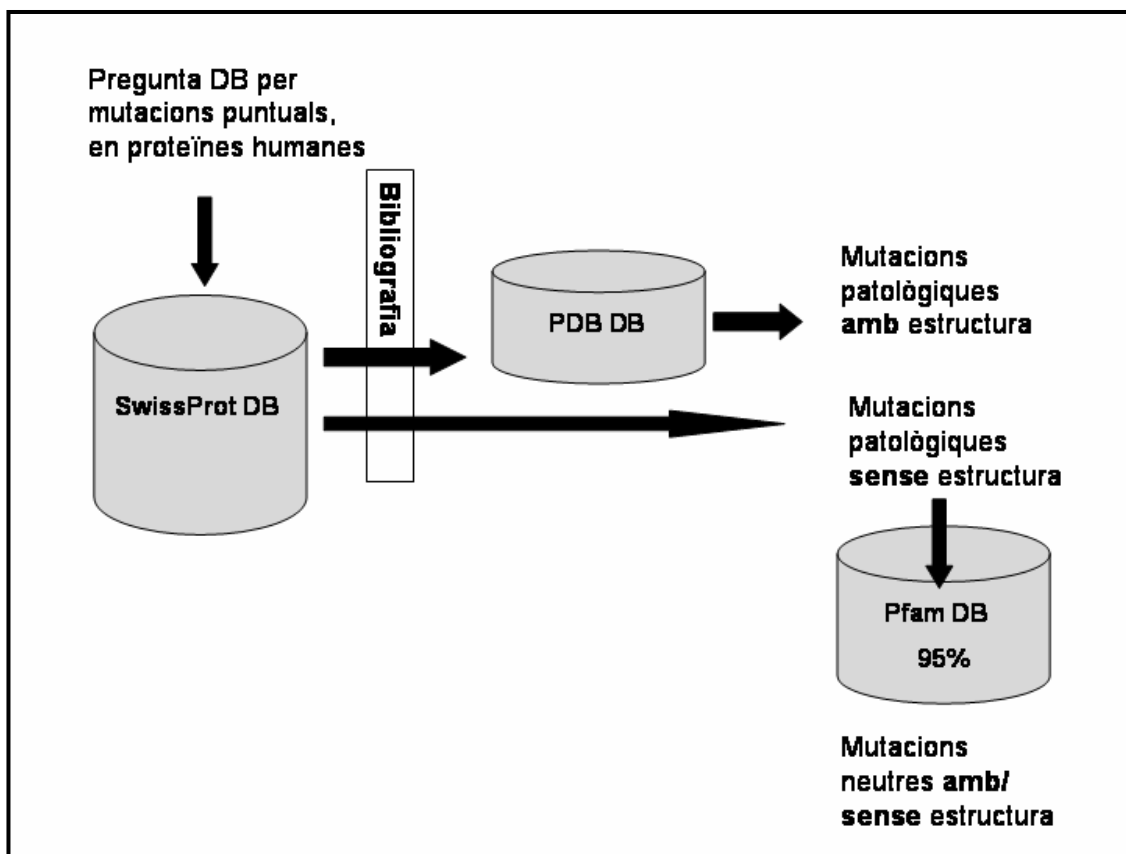 Pregunta DB per
mutacions puntuals,
en proteïnes humanes
Bibliografia
SwissProt DB
PDB DB
Mutacions
patològiques
amb estructura
Mutacions
patològiques
sense estructura
Pfam DB
95%
Mutacions
neutres amb/
sense estructura